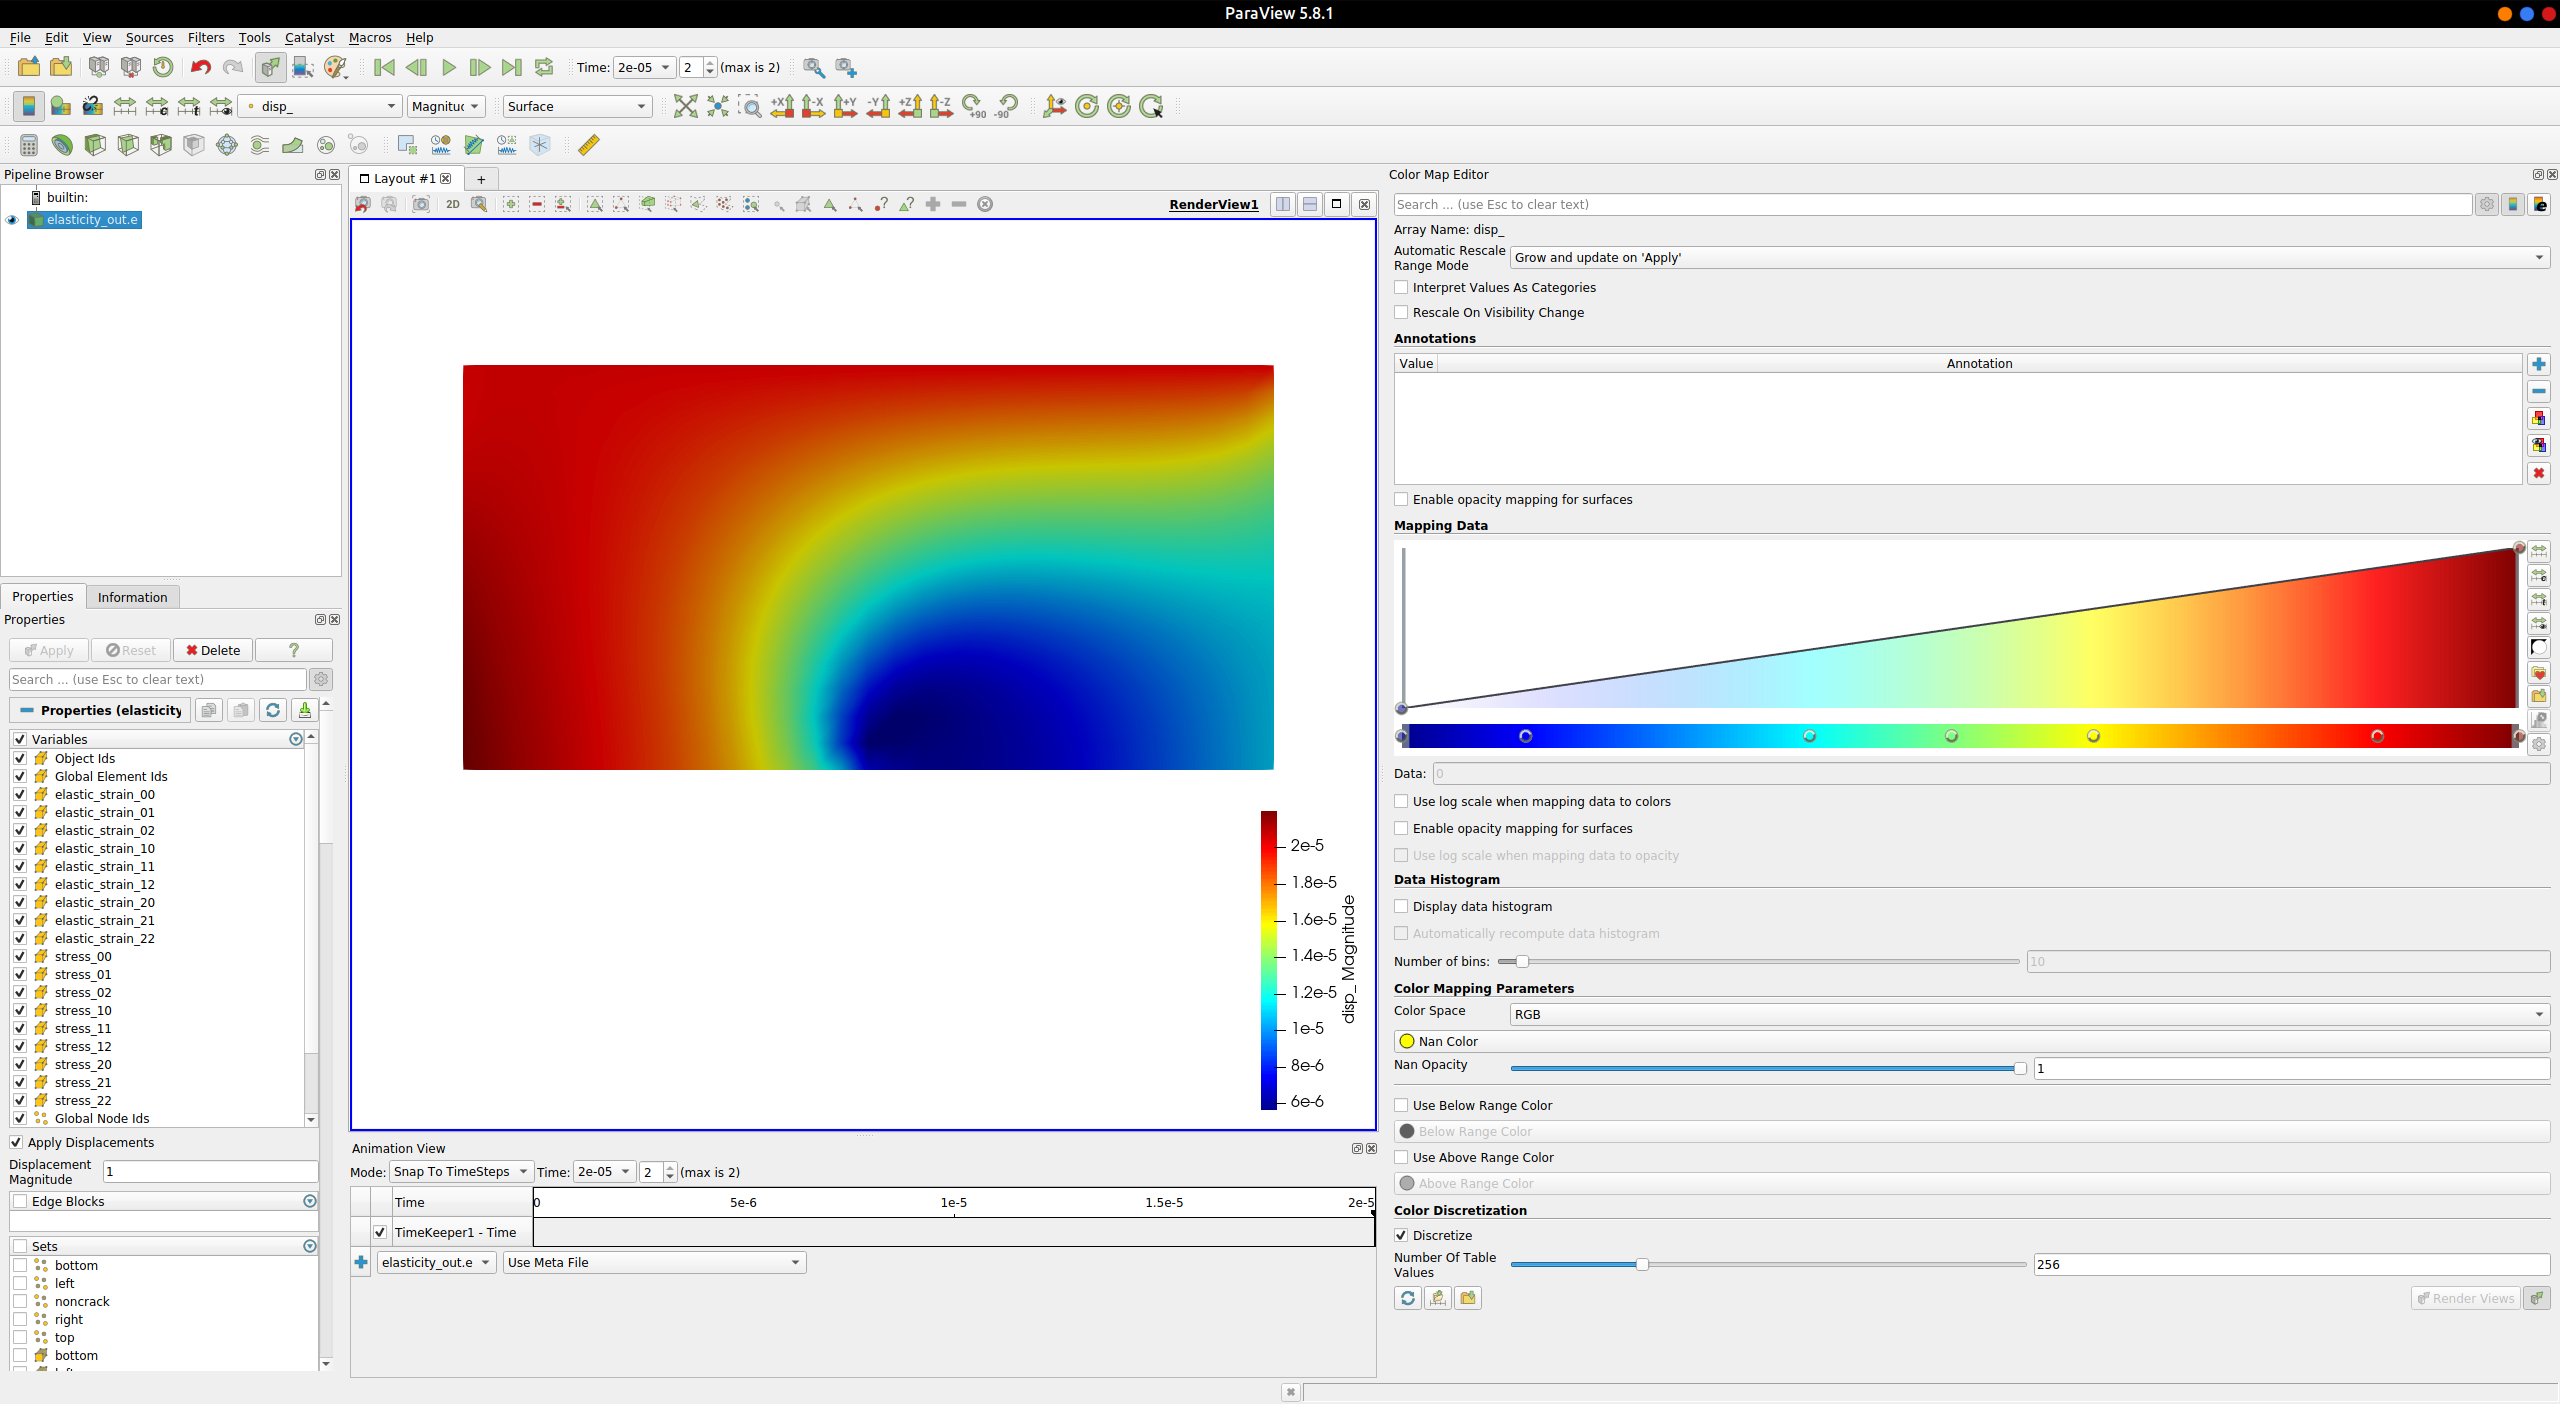 ParaView 5.8.1
File Edit View Sources Filters Tools Catalyst Macros Help
Time: 2e-05 2 (max is 2)
disp_ Magnituc Surface
+X -X +Y -Y +Z -Z +90 -90
Pipeline Browser
builtin:
elasticity_out.e
Properties Information
Properties
Apply Reset Delete ?
Search ... (use Esc to clear text)
Properties (elasticity
Variables
Object Ids
Global Element Ids
elastic_strain_00
elastic_strain_01
elastic_strain_02
elastic_strain_10
elastic_strain_11
elastic_strain_12
elastic_strain_20
elastic_strain_21
elastic_strain_22
stress_00
stress_01
stress_02
stress_10
stress_11
stress_12
stress_20
stress_21
stress_22
Global Node Ids
Apply Displacements
Displacement
Magnitude 1
Edge Blocks
Sets
bottom
left
noncrack
right
top
bottom
Layout #1 +
2D RenderView1
2e-5
1.8e-5
1.6e-5
1.4e-5
1.2e-5
1e-5
8e-6
6e-6
disp_ Magnitude
Animation View
Mode: Snap To TimeSteps Time: 2e-05 2 (max is 2)
Time 0 5e-6 1e-5 1.5e-5 2e-5
TimeKeeper1 - Time
elasticity_out.e Use Meta File
Color Map Editor
Search ... (use Esc to clear text)
Array Name: disp_
Automatic Rescale
Range Mode Grow and update on 'Apply'
Interpret Values As Categories
Rescale On Visibility Change
Annotations
Value Annotation
Enable opacity mapping for surfaces
Mapping Data
Data: 0
Use log scale when mapping data to colors
Enable opacity mapping for surfaces
Use log scale when mapping data to opacity
Data Histogram
Display data histogram
Automatically recompute data histogram
Number of bins: 10
Color Mapping Parameters
Color Space RGB
Nan Color
Nan Opacity 1
Use Below Range Color
Below Range Color
Use Above Range Color
Above Range Color
Color Discretization
Discretize
Number Of Table
Values 256
Render Views